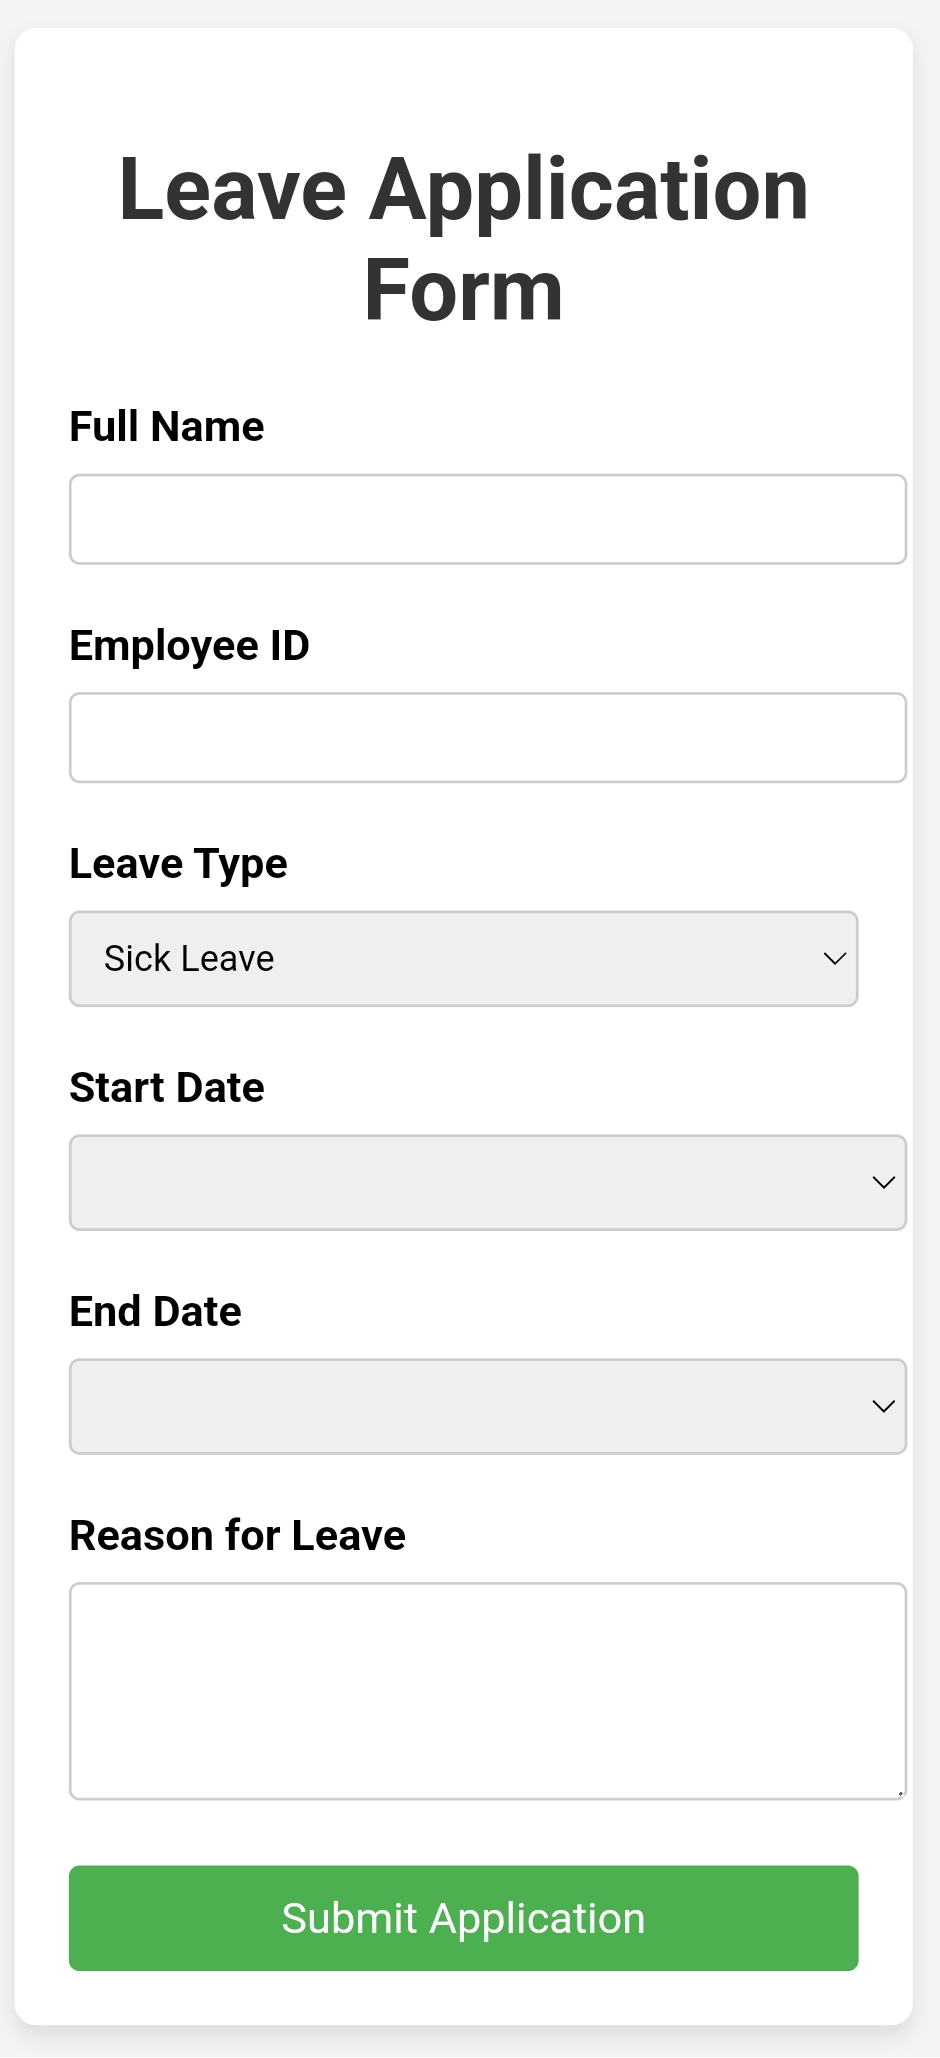 Leave Application
Form
Full Name
Employee ID
Leave Type
Sick Leave
Start Date
End Date
Reason for Leave
Submit Application